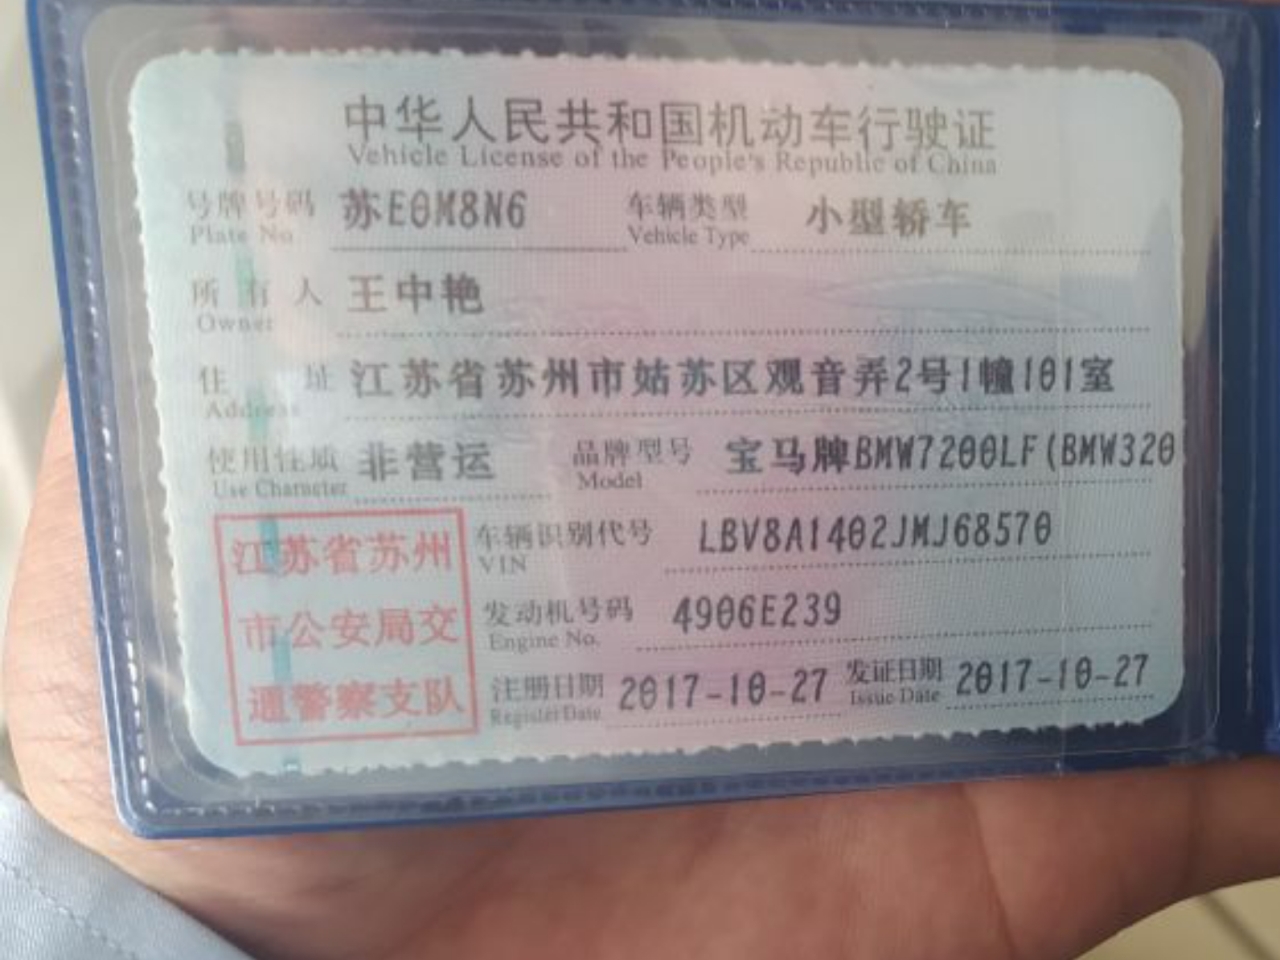 中华人民共和国机动车行驶证
Vehicle License of the People's Republic of China
号牌号码 苏E0M8N6 车辆类型 小型轿车
Plate No. Vehicle Type
所有人 王中艳
Owner
住址 江苏省苏州市姑苏区观音弄2号1幢101室
Address
使用性质 非营运 品牌型号 宝马牌BMW7200LF(BMW320
Use Character Model
江苏省苏州
市公安局交
通警察支队
车辆识别代号 LBV8A1402JMJ68570
VIN
发动机号码 4906E239
Engine No.
注册日期 2017-10-27 发证日期 2017-10-27
Register Date Issue Date